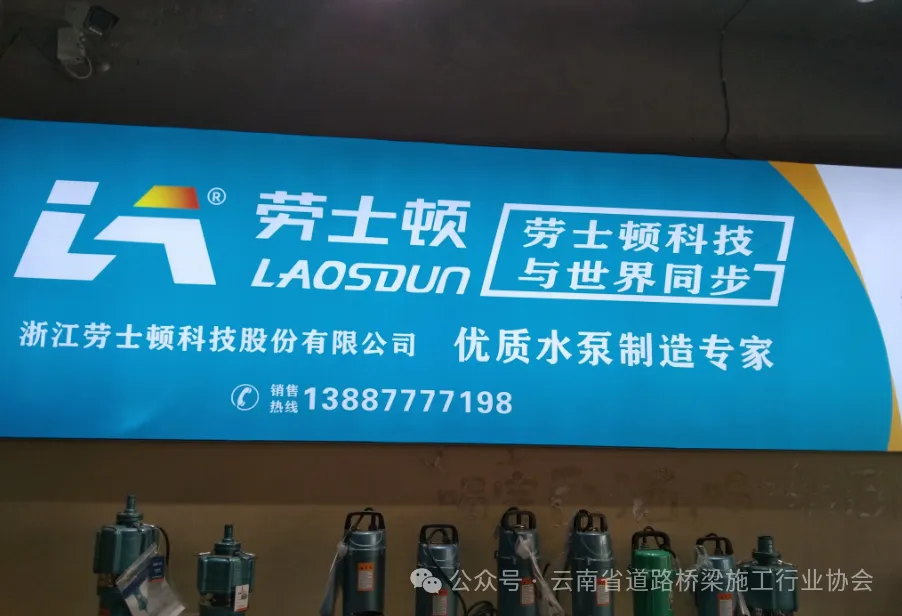 ®
劳士顿
LAOSDUN
劳士顿科技
与世界同步
浙江劳士顿科技股份有限公司 优质水泵制造专家
销售
热线
13887777198
公众号 · 云南省道路桥梁施工行业协会